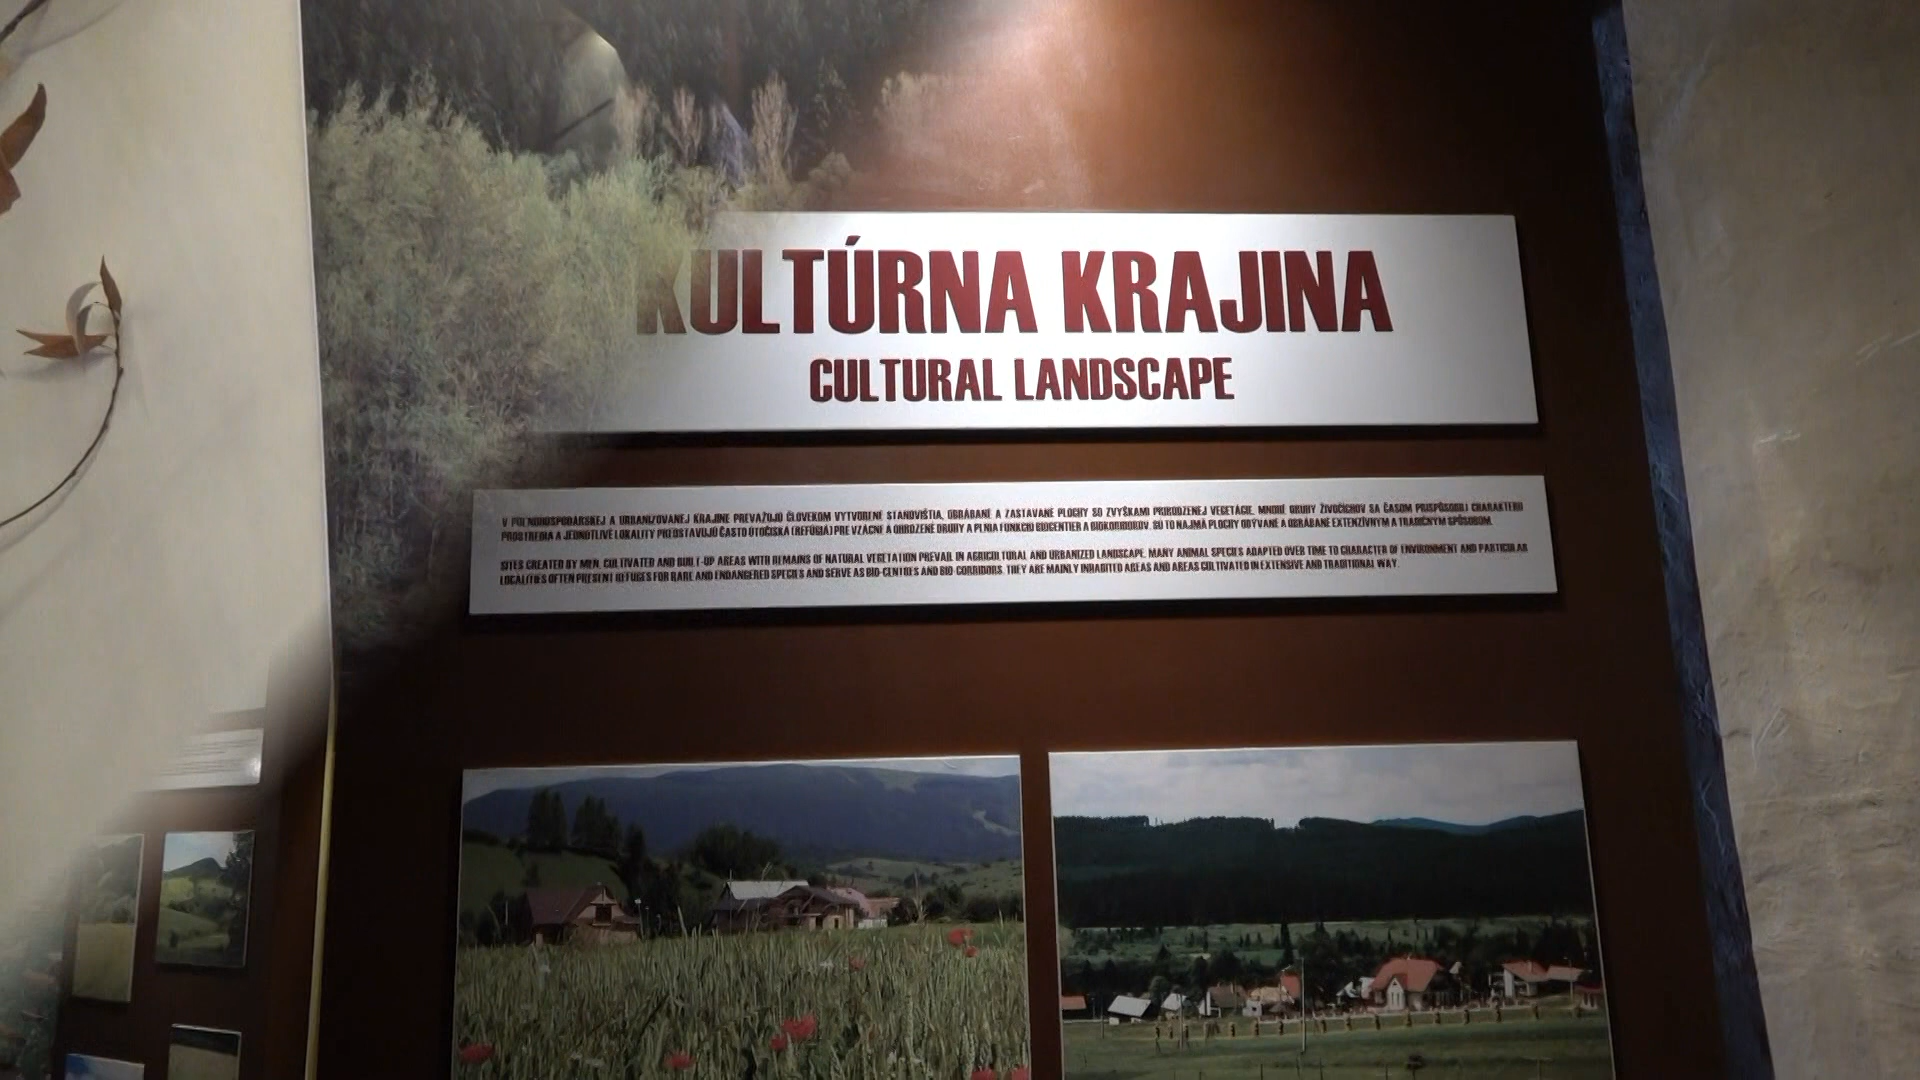 KULTÚRNA KRAJINA
CULTURAL LANDSCAPE
V POĽNOHOSPODÁRSKEJ A URBANIZOVANEJ KRAJINE PREVAŽUJÚ ČLOVEKOM VYTVORENÉ STANOVIŠTIA, OBRÁBANÉ A ZASTAVANÉ PLOCHY SO ZVYŠKAMI PRIRODZENEJ VEGETÁCIE. MNOHÉ DRUHY ŽIVOČÍCHOV SA ČASOM PRISPÔSOBILI CHARAKTERU
PROSTREDIA A JEDNOTLIVÉ LOKALITY PREDSTAVUJÚ ČASTO ÚTOČISKÁ (REFÚGIÁ) PRE VZÁCNE A OHROZENÉ DRUHY A PLNIA FUNKCIU BIOCENTIER A BIOKORIDOROV. SÚ TO NAJMÄ PLOCHY OBÝVANÉ A OBRÁBANÉ EXTENZÍVNYM A TRADIČNÝM SPÔSOBOM.
SITES CREATED BY MEN, CULTIVATED AND BUILT-UP AREAS WITH REMAINS OF NATURAL VEGETATION PREVAIL IN AGRICULTURAL AND URBANIZED LANDSCAPE. MANY ANIMAL SPECIES ADAPTED OVER TIME TO CHARACTER OF ENVIRONMENT AND PARTICULAR
LOCALITIES OFTEN PRESENT REFUGES FOR RARE AND ENDANGERED SPECIES AND SERVE AS BIO-CENTRES AND BIO-CORRIDORS. THEY ARE MAINLY INHABITED AREAS AND AREAS CULTIVATED IN EXTENSIVE AND TRADITIONAL WAY.